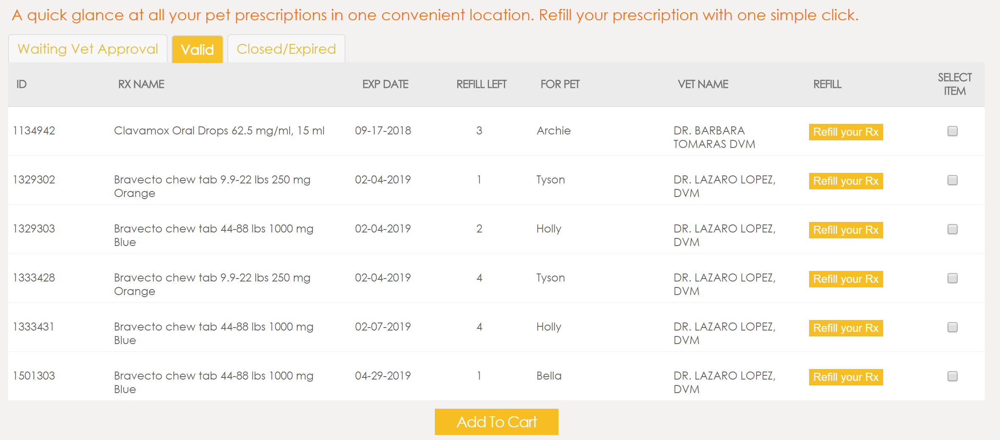 A quick glance at all your pet prescriptions in one convenient location. Refill your prescription with one simple click.
Waiting Vet Approval Valid Closed/Expired
ID RX NAME EXP DATE REFILL LEFT FOR PET VET NAME REFILL SELECT
ITEM
1134942 Clavamox Oral Drops 62.5 mg/ml, 15 ml 09-17-2018 3 Archie DR. BARBARA Refill your Rx
TOMARAS DVM
1329302 Bravecto chew tab 9.9-22 lbs 250 mg 02-04-2019 1 Tyson DR. LAZARO LOPEZ, Refill your Rx
Orange DVM
1329303 Bravecto chew tab 44-88 lbs 1000 mg 02-04-2019 2 Holly DR. LAZARO LOPEZ, Refill your Rx
Blue DVM
1333428 Bravecto chew tab 9.9-22 lbs 250 mg 02-04-2019 4 Tyson DR. LAZARO LOPEZ, Refill your Rx
Orange DVM
1333431 Bravecto chew tab 44-88 lbs 1000 mg 02-07-2019 4 Holly DR. LAZARO LOPEZ, Refill your Rx
Blue DVM
1501303 Bravecto chew tab 44-88 lbs 1000 mg 04-29-2019 1 Bella DR. LAZARO LOPEZ, Refill your Rx
Blue DVM
Add To Cart